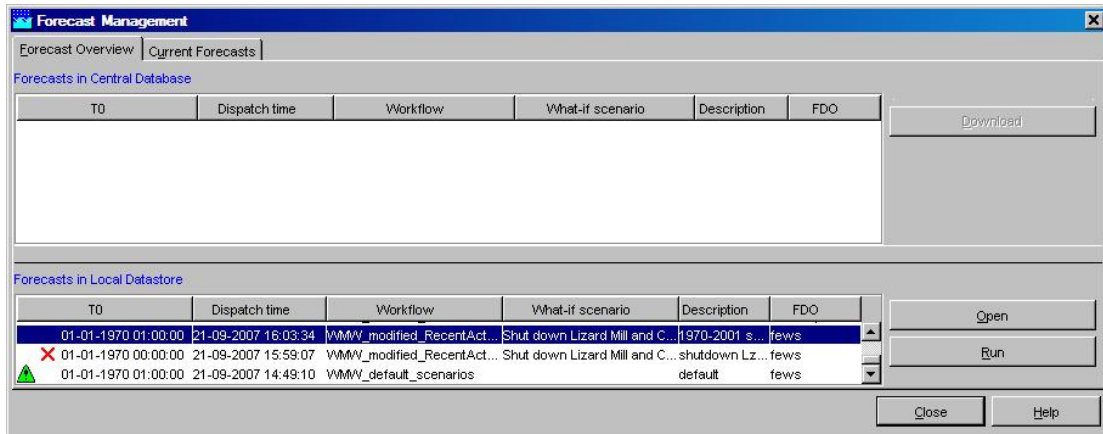 Forecast Management
Forecast Overview Current Forecasts
Forecasts in Central Database
T0 Dispatch time Workflow What-if scenario Description FDO
Download
Forecasts in Local Datastore
T0 Dispatch time Workflow What-if scenario Description FDO
Open
01-01-1970 01:00:00 21-09-2007 16:03:34 WMW_modified_RecentAct... Shut down Lizard Mill and C... 1970-2001 s... fews
01-01-1970 00:00:00 21-09-2007 15:59:07 WMW_modified_RecentAct... Shut down Lizard Mill and C... shutdown Lz... fews
Run
01-01-1970 01:00:00 21-09-2007 14:49:10 WMW_default_scenarios default fews
Close Help